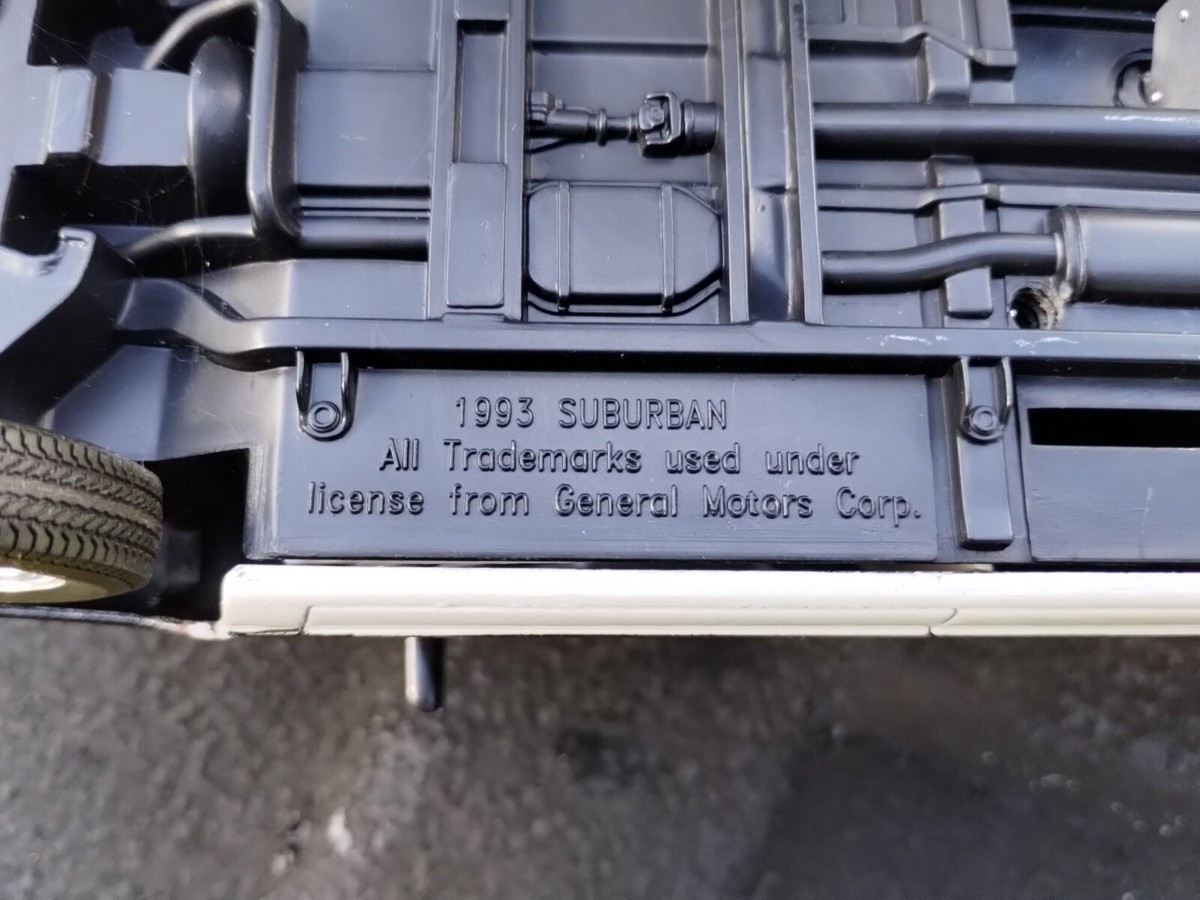 1993 SUBURBAN
All Trademarks used under
license from General Motors Corp.